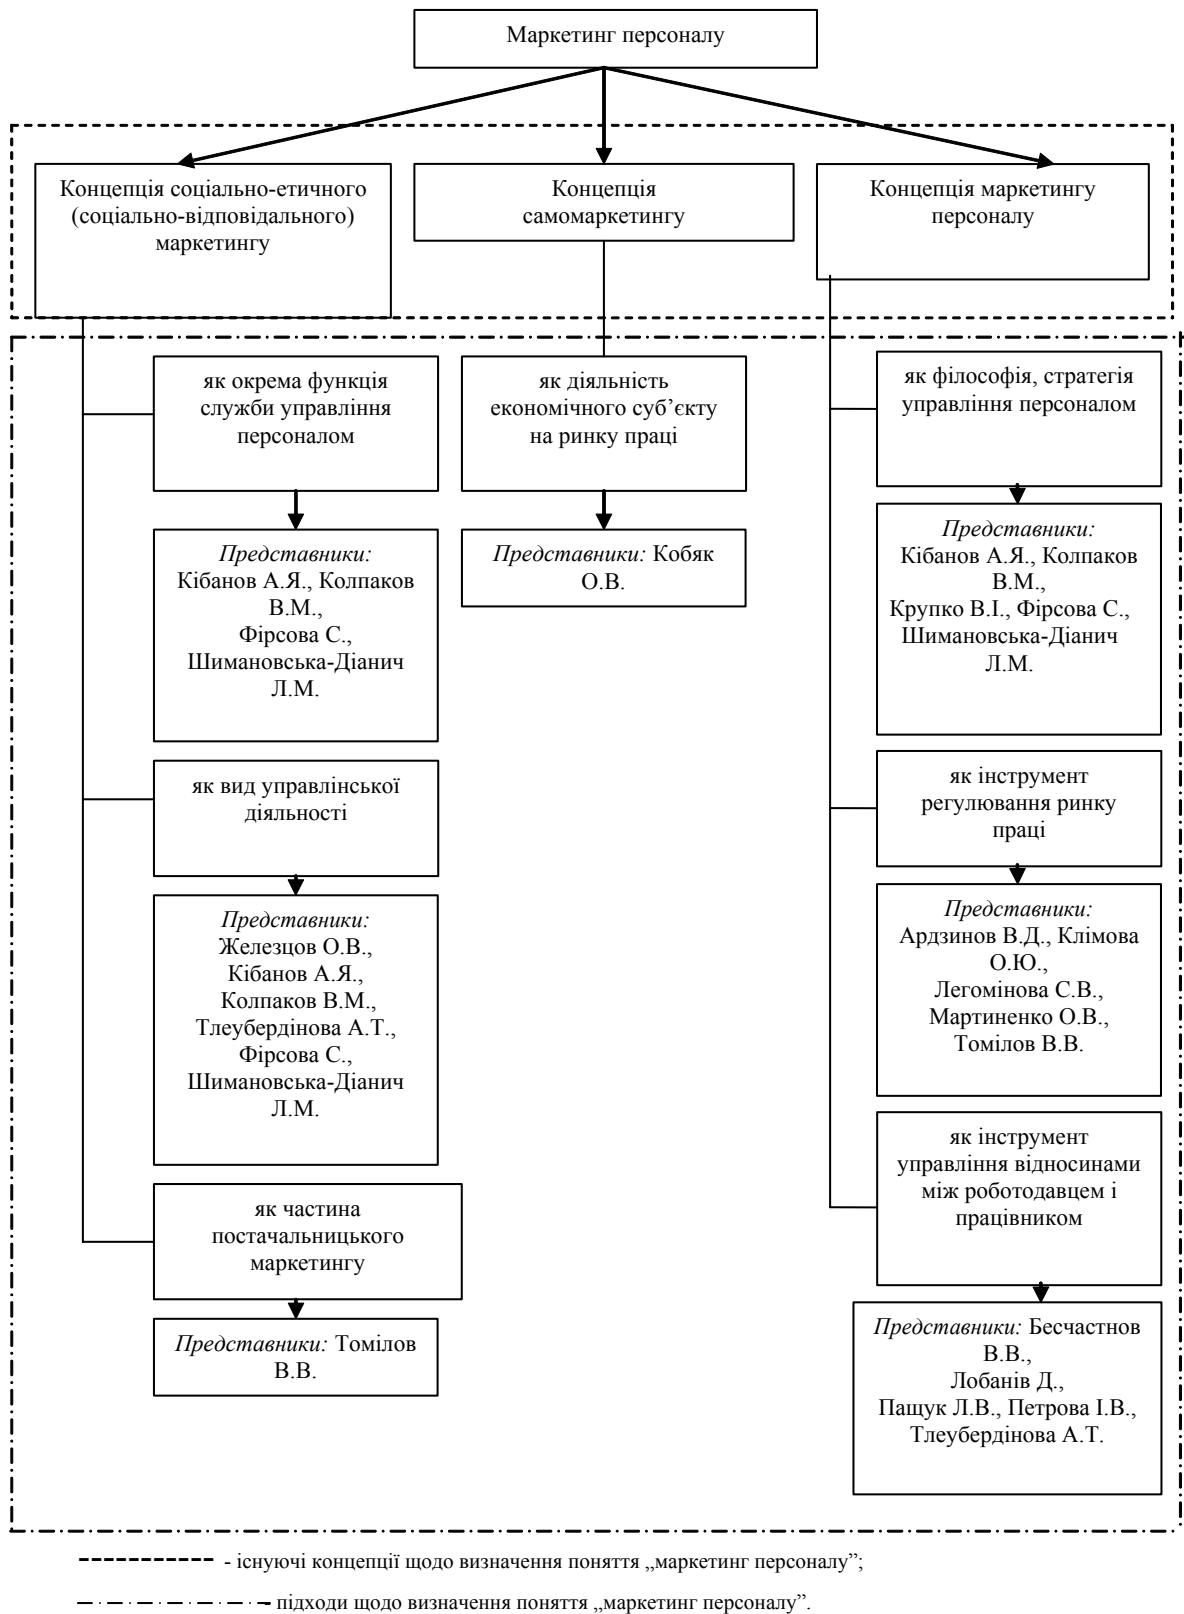 Маркетинг персоналу
Концепція соціально-етичного
(соціально-відповідального)
маркетингу
Концепція
самомаркетингу
Концепція маркетингу
персоналу
як окрема функція
служби управління
персоналом
Представники:
Кібанов А.Я., Колпаков
В.М.,
Фірсова С.,
Шимановська-Діанич
Л.М.
як вид управлінської
діяльності
Представники:
Железцов О.В.,
Кібанов А.Я.,
Колпаков В.М.,
Тлеубердінова А.Т.,
Фірсова С.,
Шимановська-Діанич
Л.М.
як частина
постачальницького
маркетингу
Представники: Томілов
В.В.
як діяльність
економічного суб’єкту
на ринку праці
Представники: Кобяк
О.В.
як філософія, стратегія
управління персоналом
Представники:
Кібанов А.Я., Колпаков
В.М.,
Крупко В.І., Фірсова С.,
Шимановська-Діанич
Л.М.
як інструмент
регулювання ринку
праці
Представники:
Ардзинов В.Д., Клімова
О.Ю.,
Легомінова С.В.,
Мартиненко О.В.,
Томілов В.В.
як інструмент
управління відносинами
між роботодавцем і
працівником
Представники: Бесчастнов
В.В.,
Лобанів Д.,
Пащук Л.В., Петрова І.В.,
Тлеубердінова А.Т.
- існуючі концепції щодо визначення поняття „маркетинг персоналу”;
- підходи щодо визначення поняття „маркетинг персоналу”.